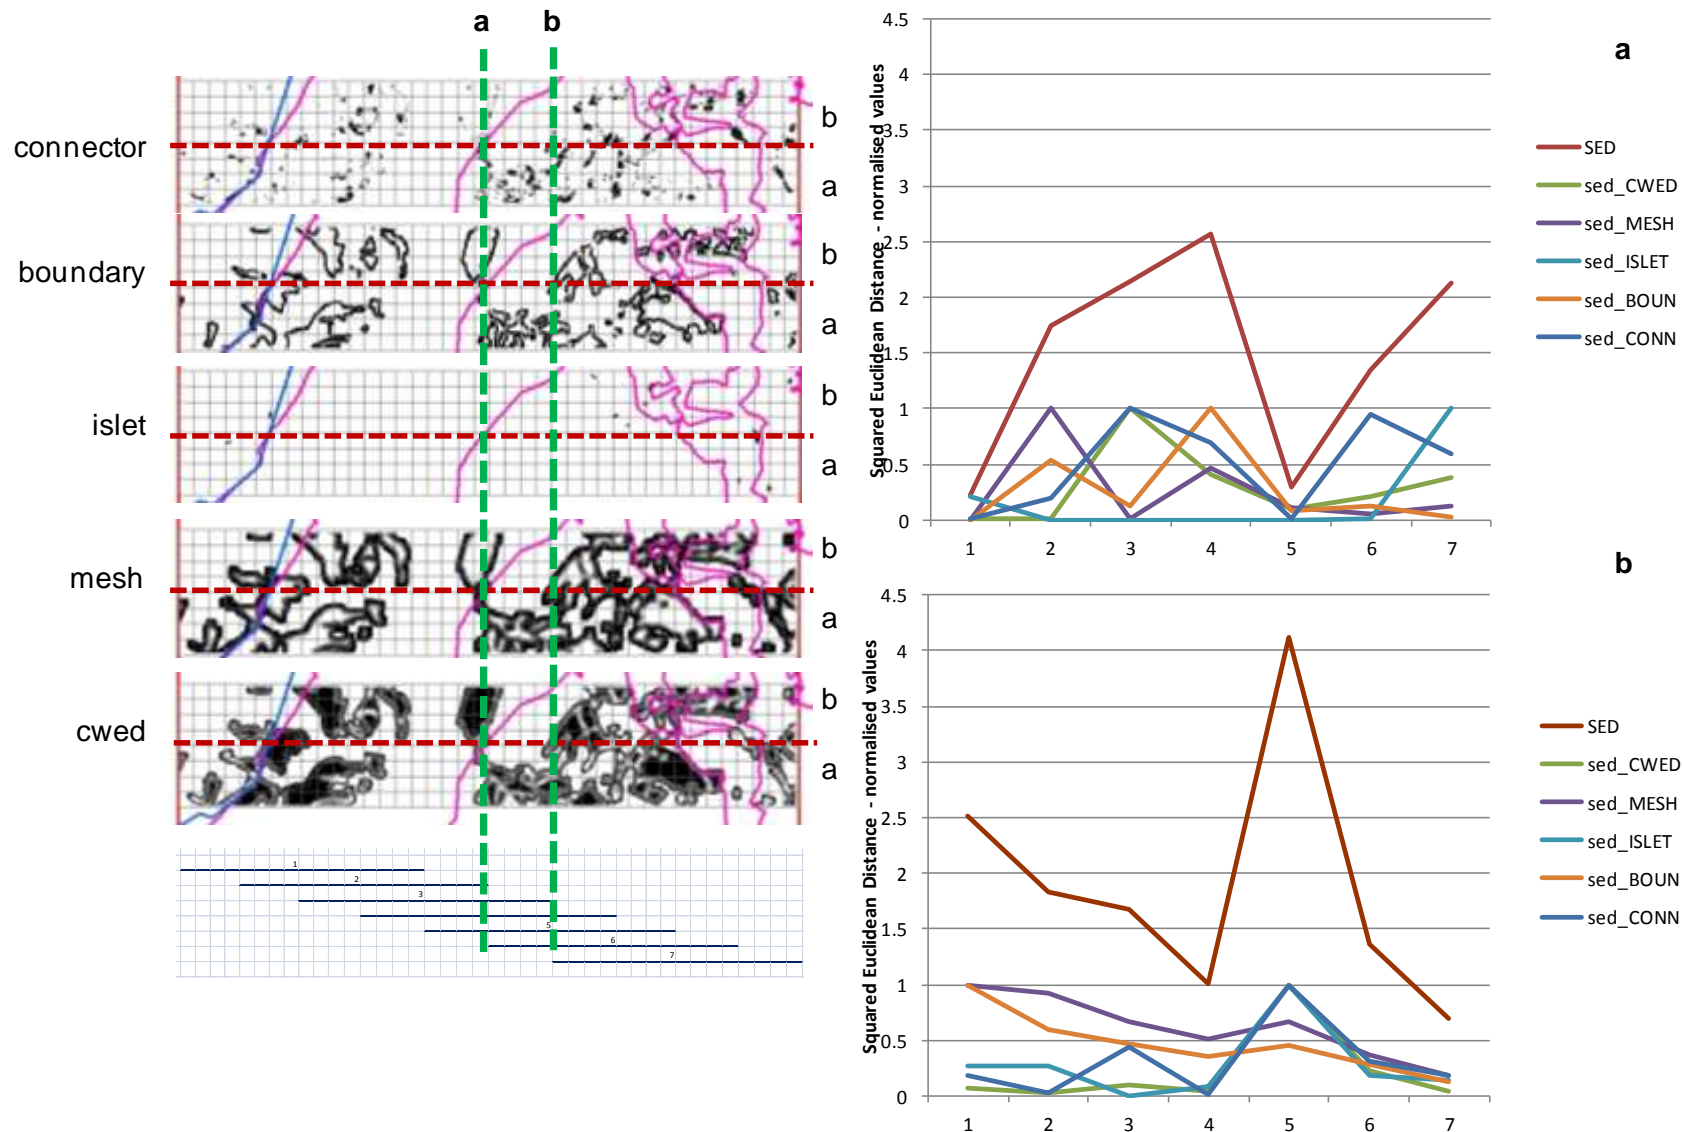 a b
connector
b
a
boundary
b
a
islet
b
a
mesh
b
a
cwed
b
a
1
2
3
5
6
7
a
Squared Euclidean Distance - normalised values
4.5
4
3.5
3
2.5
2
1.5
1
0.5
0
1 2 3 4 5 6 7
SED
sed_CWED
sed_MESH
sed_ISLET
sed_BOUN
sed_CONN
b
Squared Euclidean Distance - normalised values
4.5
4
3.5
3
2.5
2
1.5
1
0.5
0
1 2 3 4 5 6 7
SED
sed_CWED
sed_MESH
sed_ISLET
sed_BOUN
sed_CONN